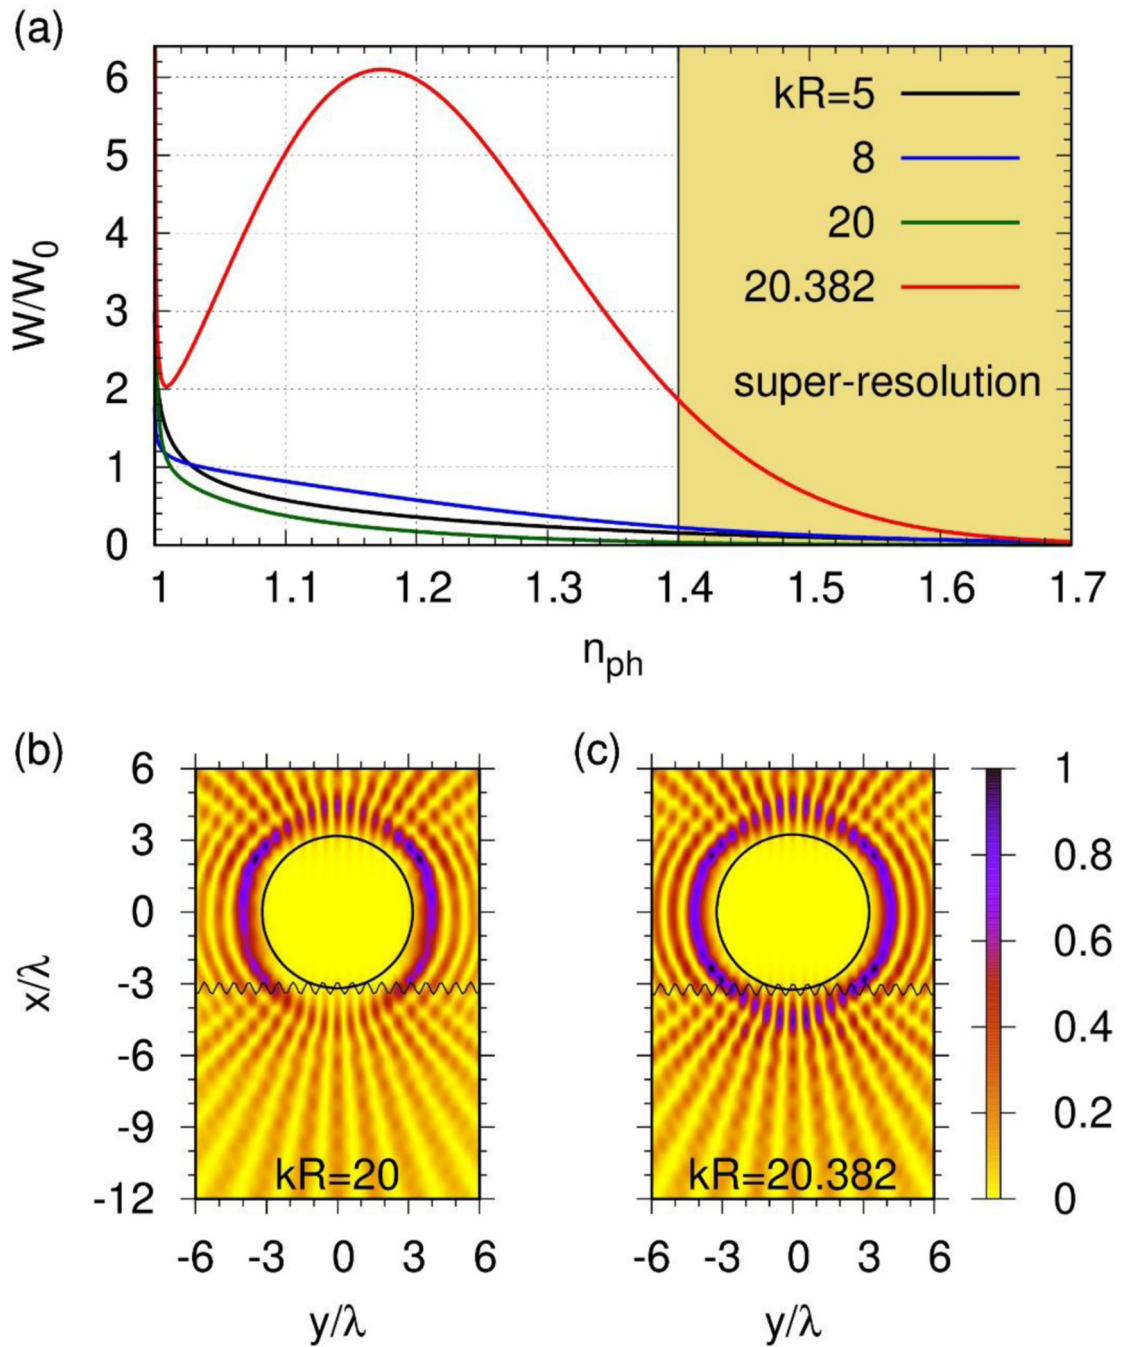 (a)
W/W0
6
5
4
3
2
1
0
kR=5
8
20
20.382
super-resolution
1 1.1 1.2 1.3 1.4 1.5 1.6 1.7
nph
(b)
x/λ
6
3
0
-3
-6
-9
-12
kR=20
-6 -3 0 3 6
y/λ
(c)
kR=20.382
-6 -3 0 3 6
y/λ
1
0.8
0.6
0.4
0.2
0